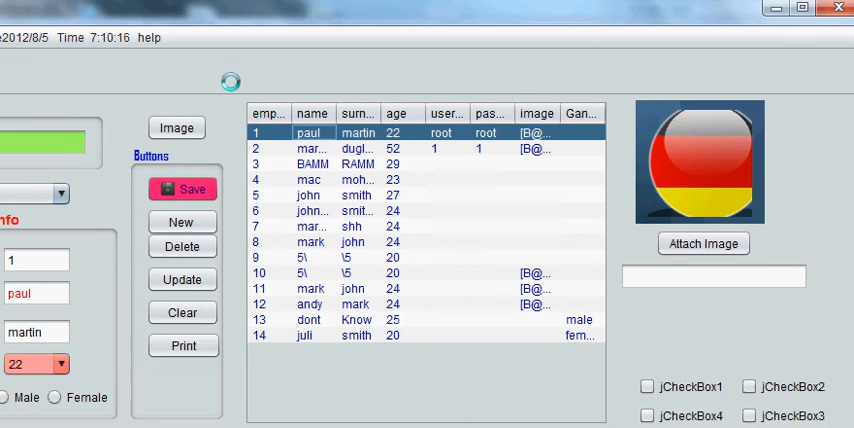 e2012/8/5 Time 7:10:16 help
Image
Buttons
Save
New
Delete
Update
Clear
Print
nfo
1
paul
martin
22
Male Female
emp... name surn... age user... pas... image Gan...
1 paul martin 22 root root [B@...
2 mar... dugl... 52 1 1 [B@...
3 BAMM RAMM 29
4 mac moh... 23
5 john smith 27
6 john... smit... 24
7 mar... shh 24
8 mark john 24
9 5\ \5 20
10 5\ \5 20 [B@...
11 mark john 24 [B@...
12 andy mark 24 [B@...
13 dont Know 25 male
14 juli smith 20 fem...
Attach Image
jCheckBox1 jCheckBox2
jCheckBox4 jCheckBox3